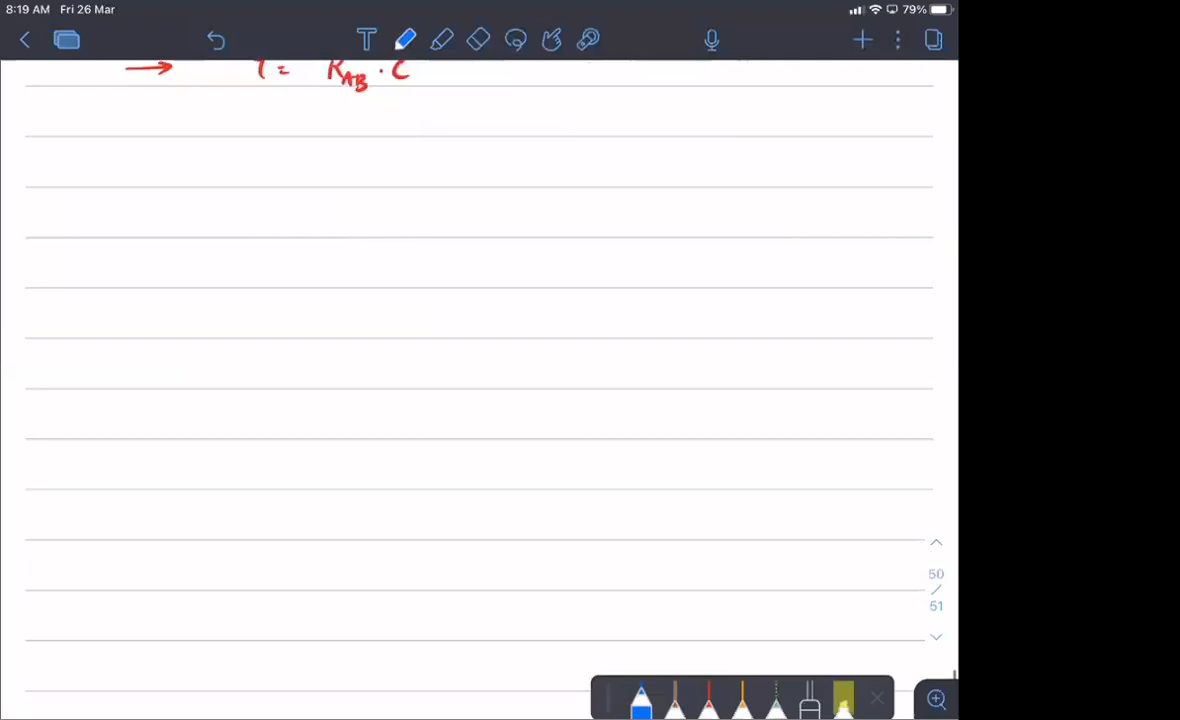 8:19 AM Fri 26 Mar
79%
T
→ τ = R_AB · C
50
/
51